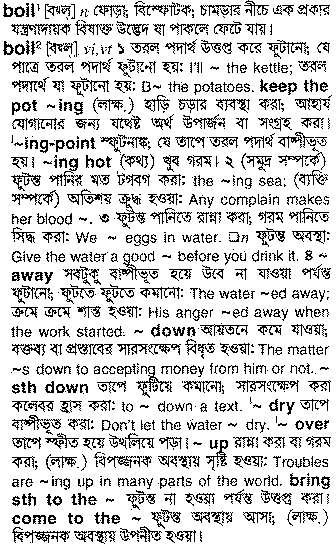 boil¹ [বইল্] n ফোড়া, বিস্ফোটক; চামড়ার নীচে এক প্রকার
যন্ত্রণাদায়ক বিষাক্ত উদ্ভেদ যা পাকলে ফেটে যায়।
boil² [বইল্] vi,vt ১ তরল পদার্থ উত্তপ্ত করে ফুটানো; যে
পাত্রে তরল পদার্থ ফুটানো হয়: I'll ~ the kettle; তরল
পদার্থে যা ফুটানো হয়: ~ the potatoes. keep the
pot ~ing (লাক্ষ.) হাড়ি চড়ার ব্যবস্থা করা; আহার্য
যোগানোর জন্য যথেষ্ট অর্থ উপার্জন বা সংগ্রহ করা।
'~ing-point স্ফুটনাঙ্ক; যে তাপে তরল পদার্থ বাষ্পীভূত
হয়। ~ing hot (কথ্য) খুব গরম। ২ (সমুদ্র সম্পর্কে)
ফুটন্ত পানির মত টগবগ করা: the ~ing sea; (ব্যক্তি
সম্পর্কে) অতিশয় ক্রুদ্ধ হওয়া: Any complain makes
her blood ~. ৩ ফুটন্ত পানিতে রান্না করা; গরম পানিতে
সিদ্ধ করা: We ~ eggs in water. □n ফুটন্ত অবস্থা:
Give the water a good ~ before you drink it. ৪ ~
away সবটুকু বাষ্পীভূত হয়ে উবে না যাওয়া পর্যন্ত
ফুটানো; ফুটতে ফুটতে কমানো: The water ~ed away;
ক্রমে ক্রমে শান্ত হওয়া: His anger ~ed away when
the work started. ~ down আয়তনে কমে যাওয়া;
বক্তব্য বা প্রস্তাবের সারসংক্ষেপ বিধৃত হওয়া: The matter
~s down to accepting money from him or not. ~
sth down তাপে ফুটিয়ে কমানো; সারসংক্ষেপ করা
কলেবর হ্রাস করা: to ~ down a text. '~ dry তাপে
বাষ্পীভূত করা: Don't let the water ~ dry. '~ over
তাপে স্ফীত হয়ে উথলিয়ে পড়া। ~ up রান্না করা বা গরম
করা; (লাক্ষ.) বিপজ্জনক অবস্থায় সৃষ্টি হওয়া: Troubles
are ~ing up in many parts of the world. bring
sth to the ~ ফুটন্ত না হওয়া পর্যন্ত উত্তপ্ত করা।
come to the ~ ফুটন্ত অবস্থায় আসা; (লাক্ষ.)
বিপজ্জনক অবস্থায় উপনীত হওয়া।